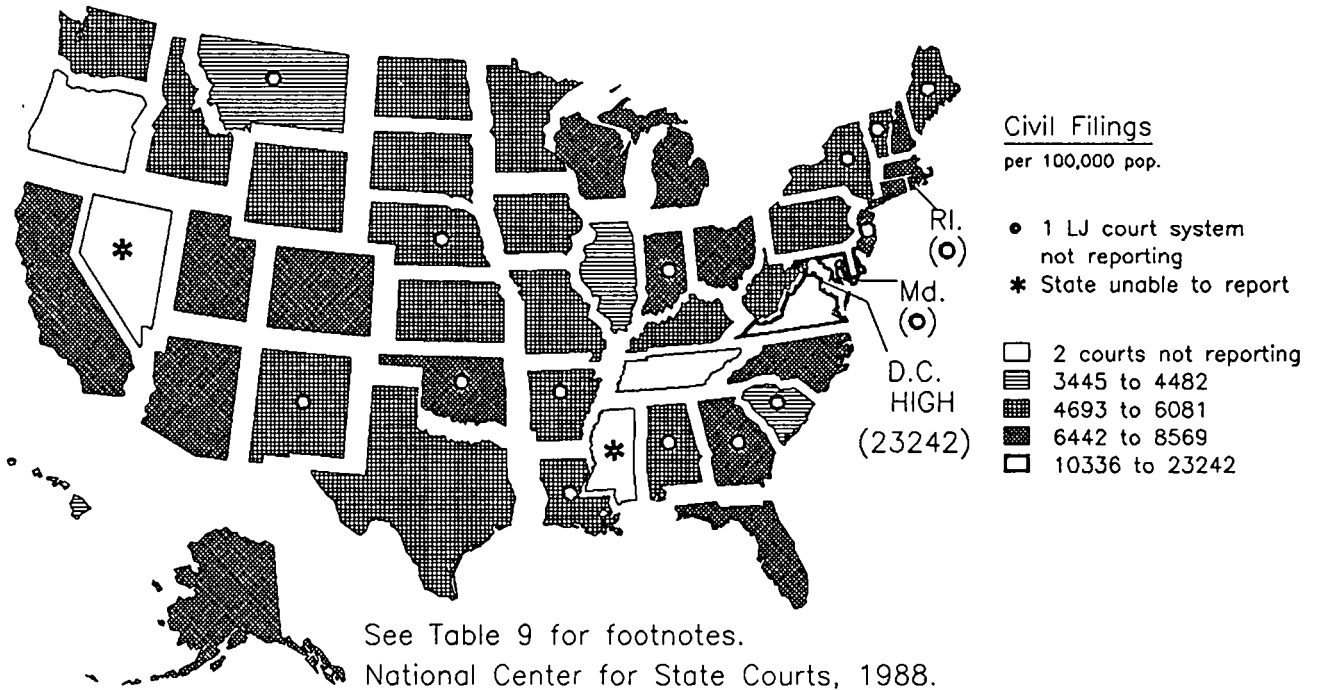 Civil Filings
per 100,000 pop.
1 LJ court system
not reporting
* State unable to report
2 courts not reporting
3445 to 4482
4693 to 6081
6442 to 8569
10336 to 23242
RI.
Md.
D.C.
HIGH
(23242)
See Table 9 for footnotes.
National Center for State Courts, 1988.